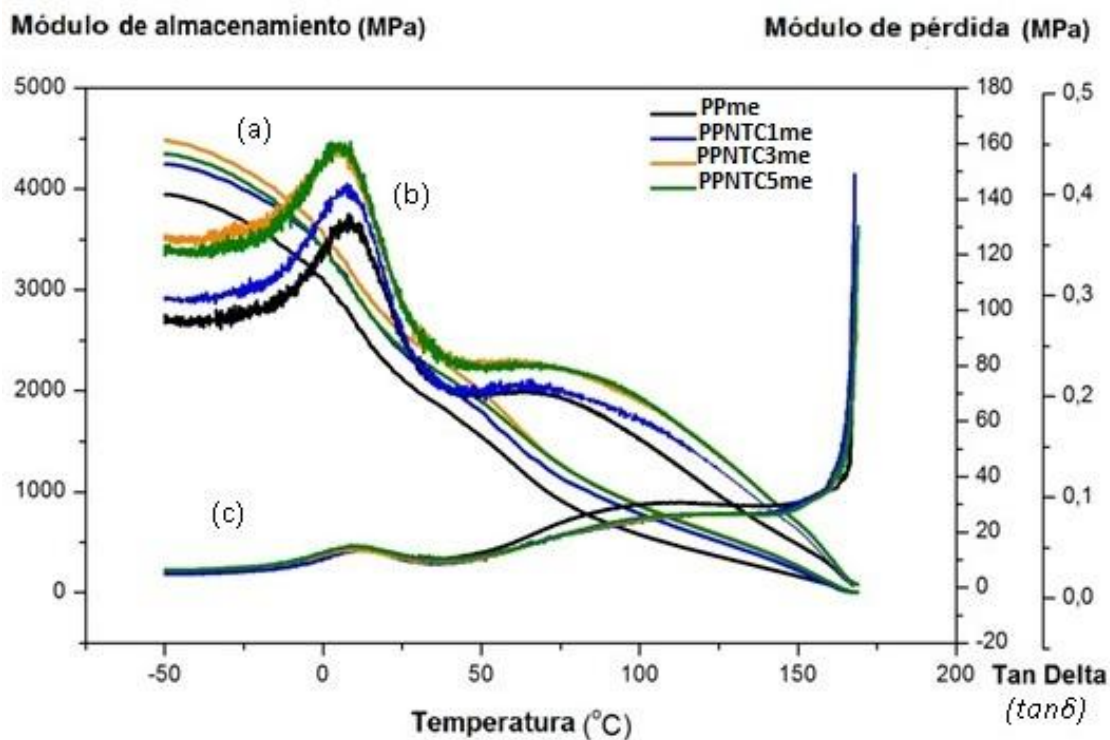 Módulo de almacenamiento (MPa)
Módulo de pérdida (MPa)
5000
4000
3000
2000
1000
0
180
160
140
120
100
80
60
40
20
0
-20
0,5
0,4
0,3
0,2
0,1
0,0
PPme
PPNTC1me
PPNTC3me
PPNTC5me
(a)
(b)
(c)
-50
0
50
100
150
200
Temperatura (°C)
Tan Delta
(tanδ)